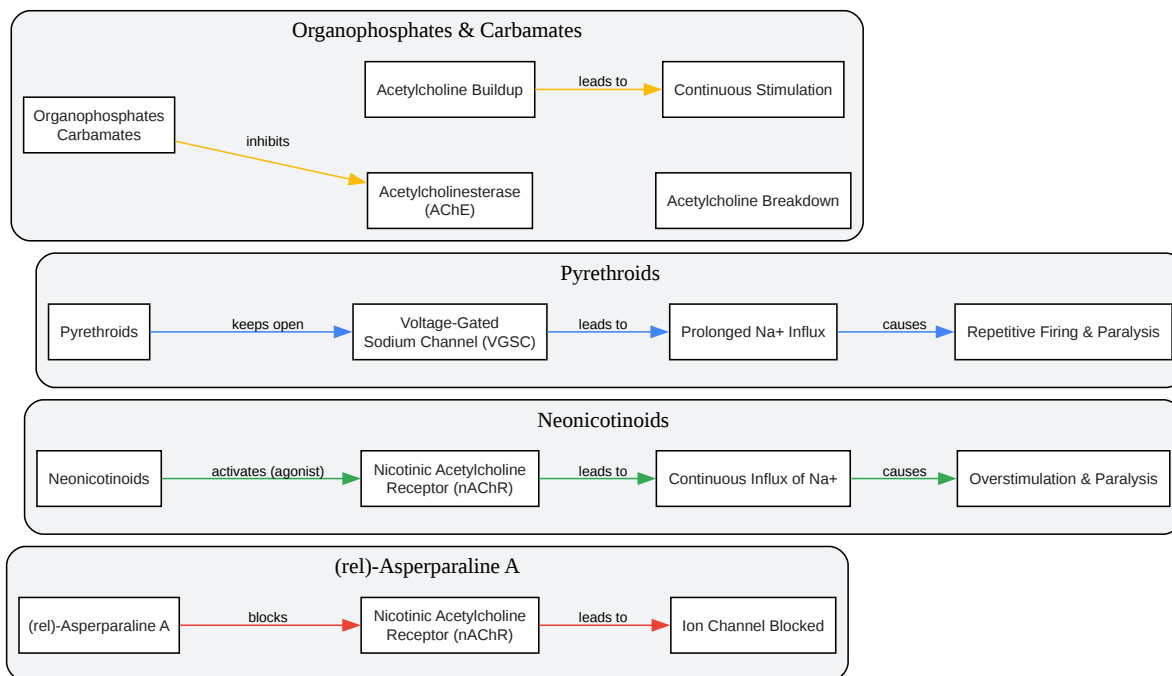 Organophosphates & Carbamates
Organophosphates
Carbamates
inhibits
Acetylcholine Buildup
leads to
Continuous Stimulation
Acetylcholinesterase
(AChE)
Acetylcholine Breakdown
Pyrethroids
Pyrethroids
keeps open
Voltage-Gated
Sodium Channel (VGSC)
leads to
Prolonged Na+ Influx
causes
Repetitive Firing & Paralysis
Neonicotinoids
Neonicotinoids
activates (agonist)
Nicotinic Acetylcholine
Receptor (nAChR)
leads to
Continuous Influx of Na+
causes
Overstimulation & Paralysis
(rel)-Asperparaline A
(rel)-Asperparaline A
blocks
Nicotinic Acetylcholine
Receptor (nAChR)
leads to
Ion Channel Blocked